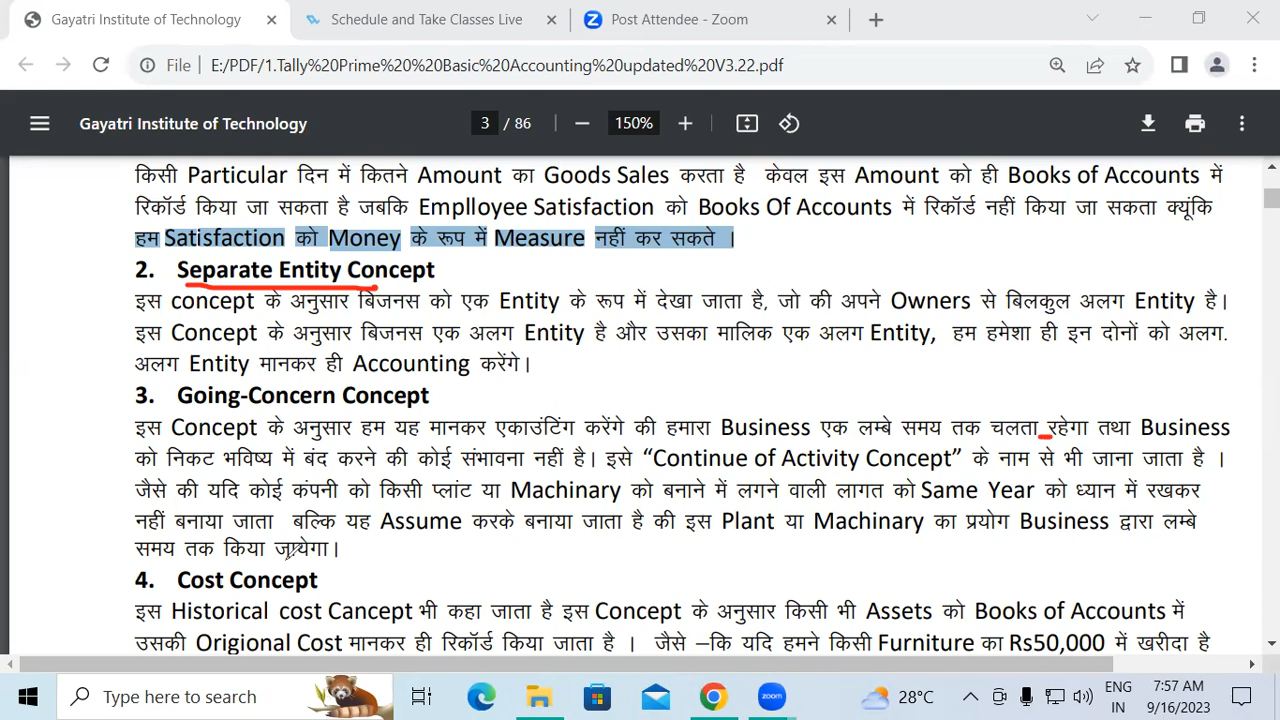 Gayatri Institute of Technology
Schedule and Take Classes Live
Post Attendee - Zoom
File E:/PDF/1.Tally%20Prime%20%20Basic%20Accounting%20updated%20V3.22.pdf
Gayatri Institute of Technology
3 / 86
150%
किसी Particular दिन में कितने Amount का Goods Sales करता है केवल इस Amount को ही Books of Accounts में
रिकॉर्ड किया जा सकता है जबकि Emplloyee Satisfaction को Books Of Accounts में रिकॉर्ड नहीं किया जा सकता क्यूंकि
हम Satisfaction को Money के रूप में Measure नहीं कर सकते ।
2. Separate Entity Concept
इस concept के अनुसार बिजनस को एक Entity के रूप में देखा जाता है, जो की अपने Owners से बिलकुल अलग Entity है।
इस Concept के अनुसार बिजनस एक अलग Entity है और उसका मालिक एक अलग Entity, हम हमेशा ही इन दोनों को अलग.
अलग Entity मानकर ही Accounting करेंगे।
3. Going-Concern Concept
इस Concept के अनुसार हम यह मानकर एकाउंटिंग करेंगे की हमारा Business एक लम्बे समय तक चलता रहेगा तथा Business
को निकट भविष्य में बंद करने की कोई संभावना नहीं है। इसे “Continue of Activity Concept” के नाम से भी जाना जाता है ।
जैसे की यदि कोई कंपनी को किसी प्लांट या Machinary को बनाने में लगने वाली लागत को Same Year को ध्यान में रखकर
नहीं बनाया जाता बल्कि यह Assume करके बनाया जाता है की इस Plant या Machinary का प्रयोग Business द्वारा लम्बे
समय तक किया जायेगा।
4. Cost Concept
इस Historical cost Cancept भी कहा जाता है इस Concept के अनुसार किसी भी Assets को Books of Accounts में
उसकी Origional Cost मानकर ही रिकॉर्ड किया जाता है । जैसे –कि यदि हमने किसी Furniture का Rs50,000 में खरीदा है
Type here to search
zoom
28°C
ENG
IN
7:57 AM
9/16/2023